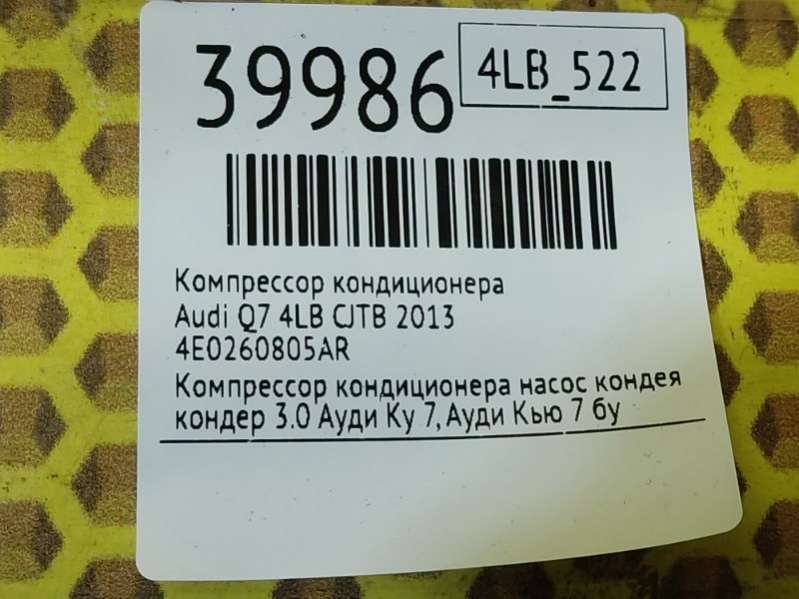 39986
4LB_522
Компрессор кондиционера
Audi Q7 4LB CJTB 2013
4E0260805AR
Компрессор кондиционера насос кондея
кондер 3.0 Ауди Ку 7, Ауди Кью 7 бу